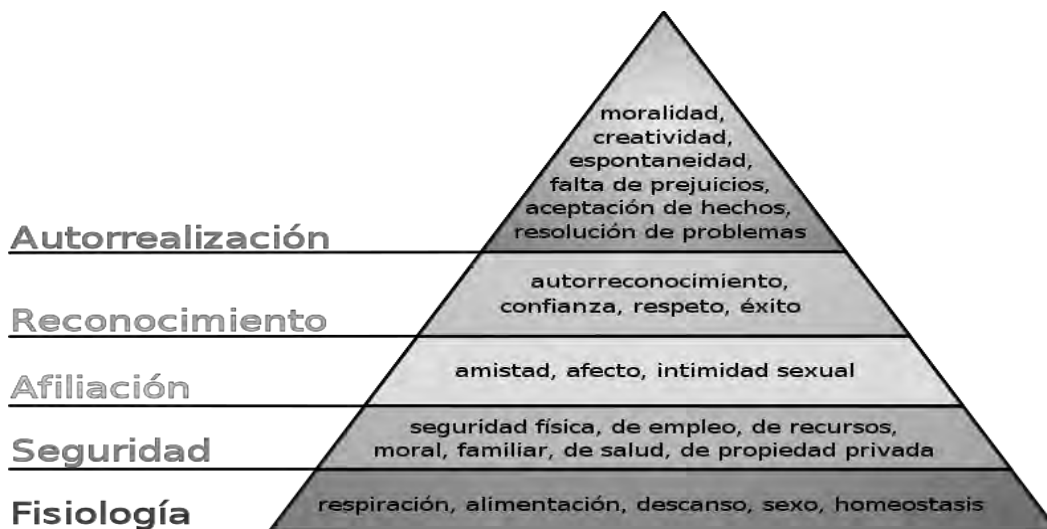 moralidad,
creatividad,
espontaneidad,
falta de prejuicios,
aceptación de hechos,
resolución de problemas
Autorrealización
autorreconocimiento,
confianza, respeto, éxito
Reconocimiento
amistad, afecto, intimidad sexual
Afiliación
seguridad física, de empleo, de recursos,
moral, familiar, de salud, de propiedad privada
Seguridad
respiración, alimentación, descanso, sexo, homeostasis
Fisiología